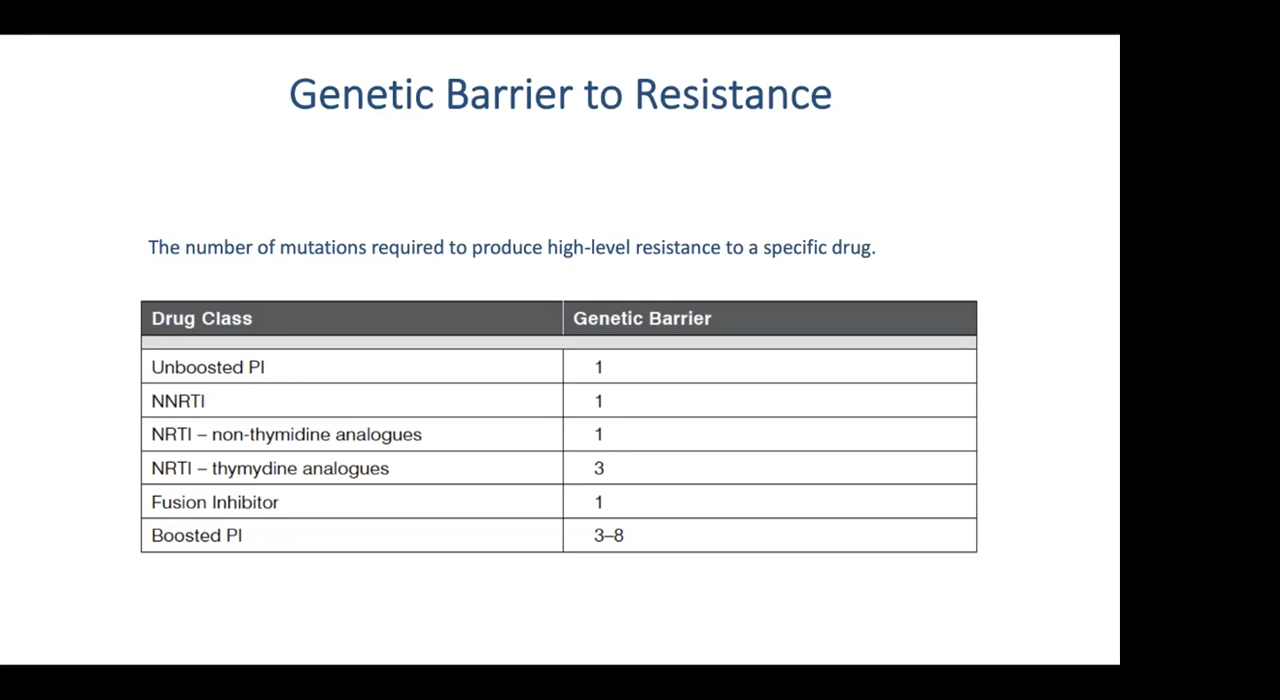 Genetic Barrier to Resistance
The number of mutations required to produce high-level resistance to a specific drug.
Drug Class Genetic Barrier
Unboosted PI 1
NNRTI 1
NRTI – non-thymidine analogues 1
NRTI – thymydine analogues 3
Fusion Inhibitor 1
Boosted PI 3–8